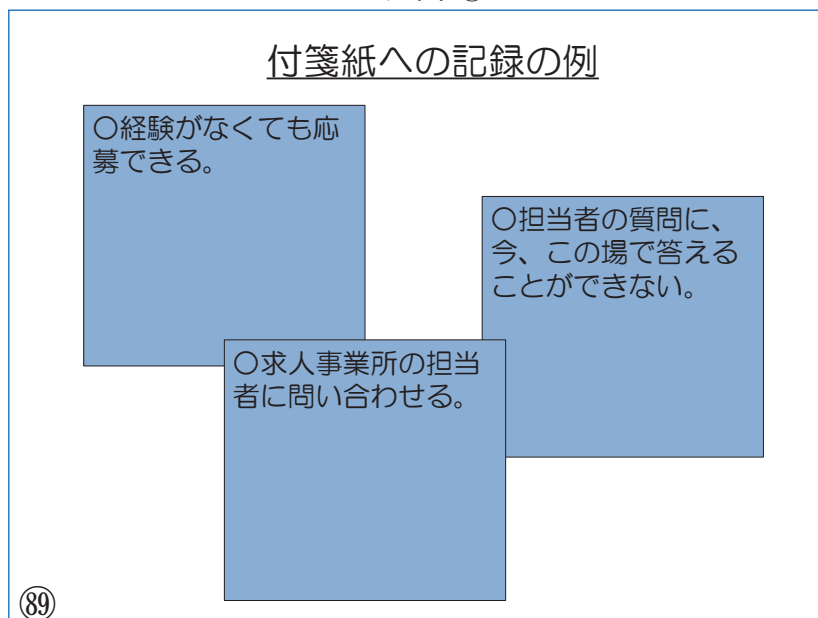 付箋紙への記録の例
○経験がなくても応
募できる。
○担当者の質問に、
今、この場で答える
ことができない。
○求人事業所の担当
者に問い合わせる。
89